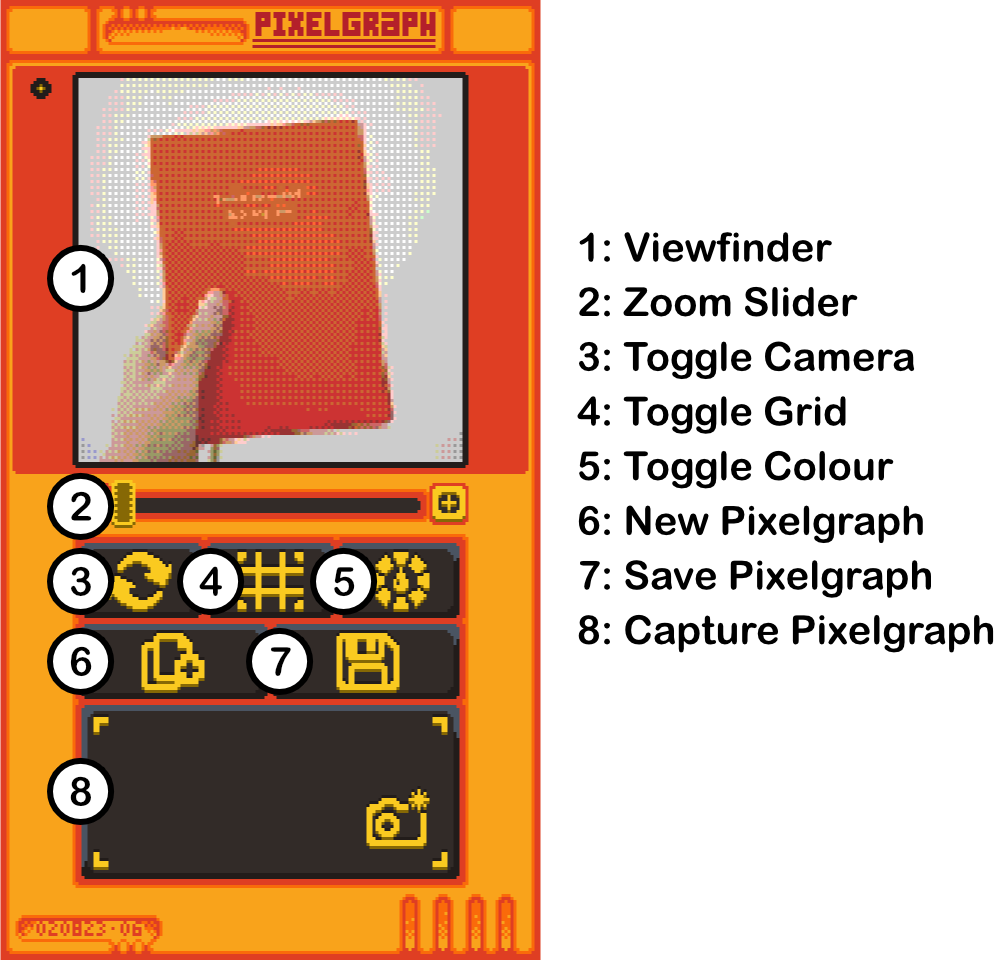 PIXELGRAPH
1
2
3
4
5
6
7
8
020823-06
1: Viewfinder
2: Zoom Slider
3: Toggle Camera
4: Toggle Grid
5: Toggle Colour
6: New Pixelgraph
7: Save Pixelgraph
8: Capture Pixelgraph